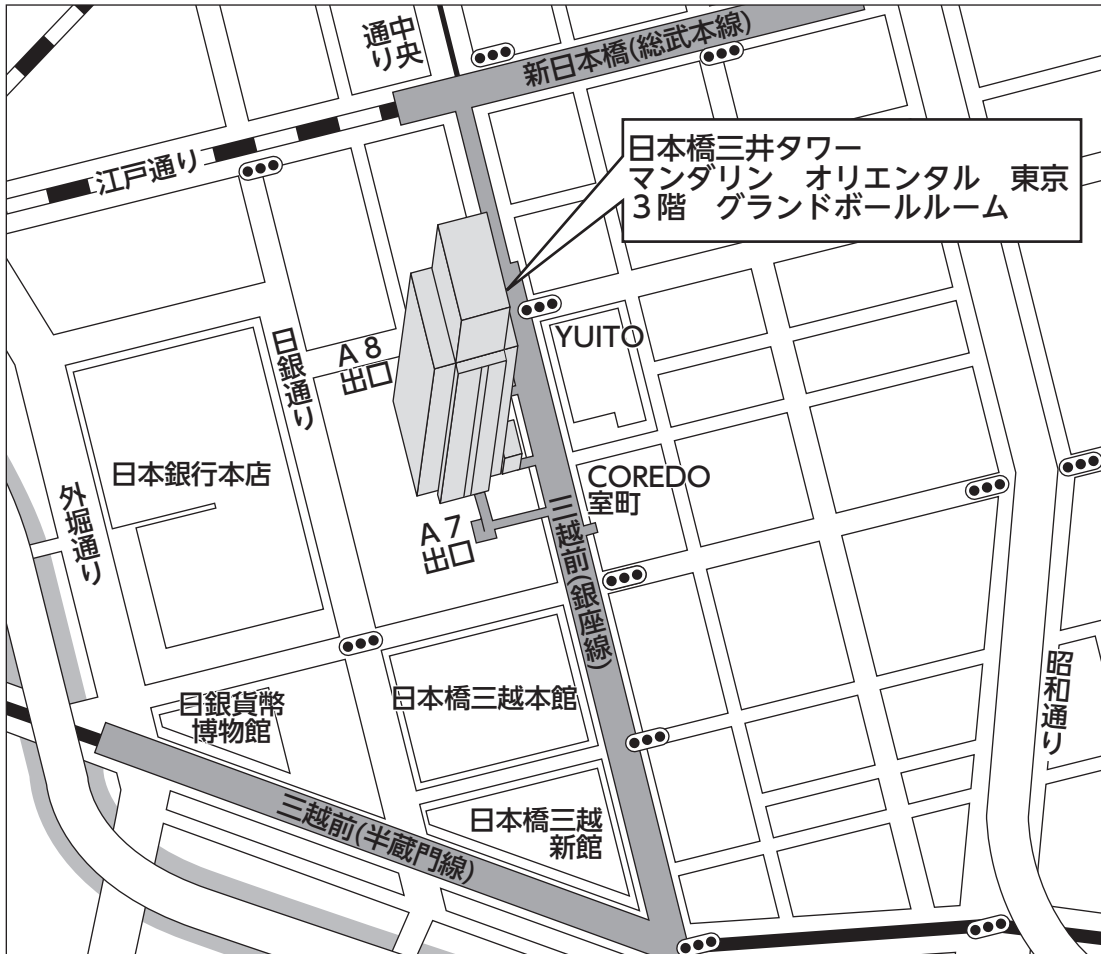 中央
通り
新日本橋(総武本線)
江戸通り
日本橋三井タワー
マンダリン　オリエンタル　東京
３階　グランドボールルーム
YUITO
日銀通り
Ａ８
出口
日本銀行本店
外堀通り
COREDO
室町
Ａ７
出口
三越前(銀座線)
昭和通り
日銀貨幣
博物館
日本橋三越本館
三越前(半蔵門線)
日本橋三越
新館